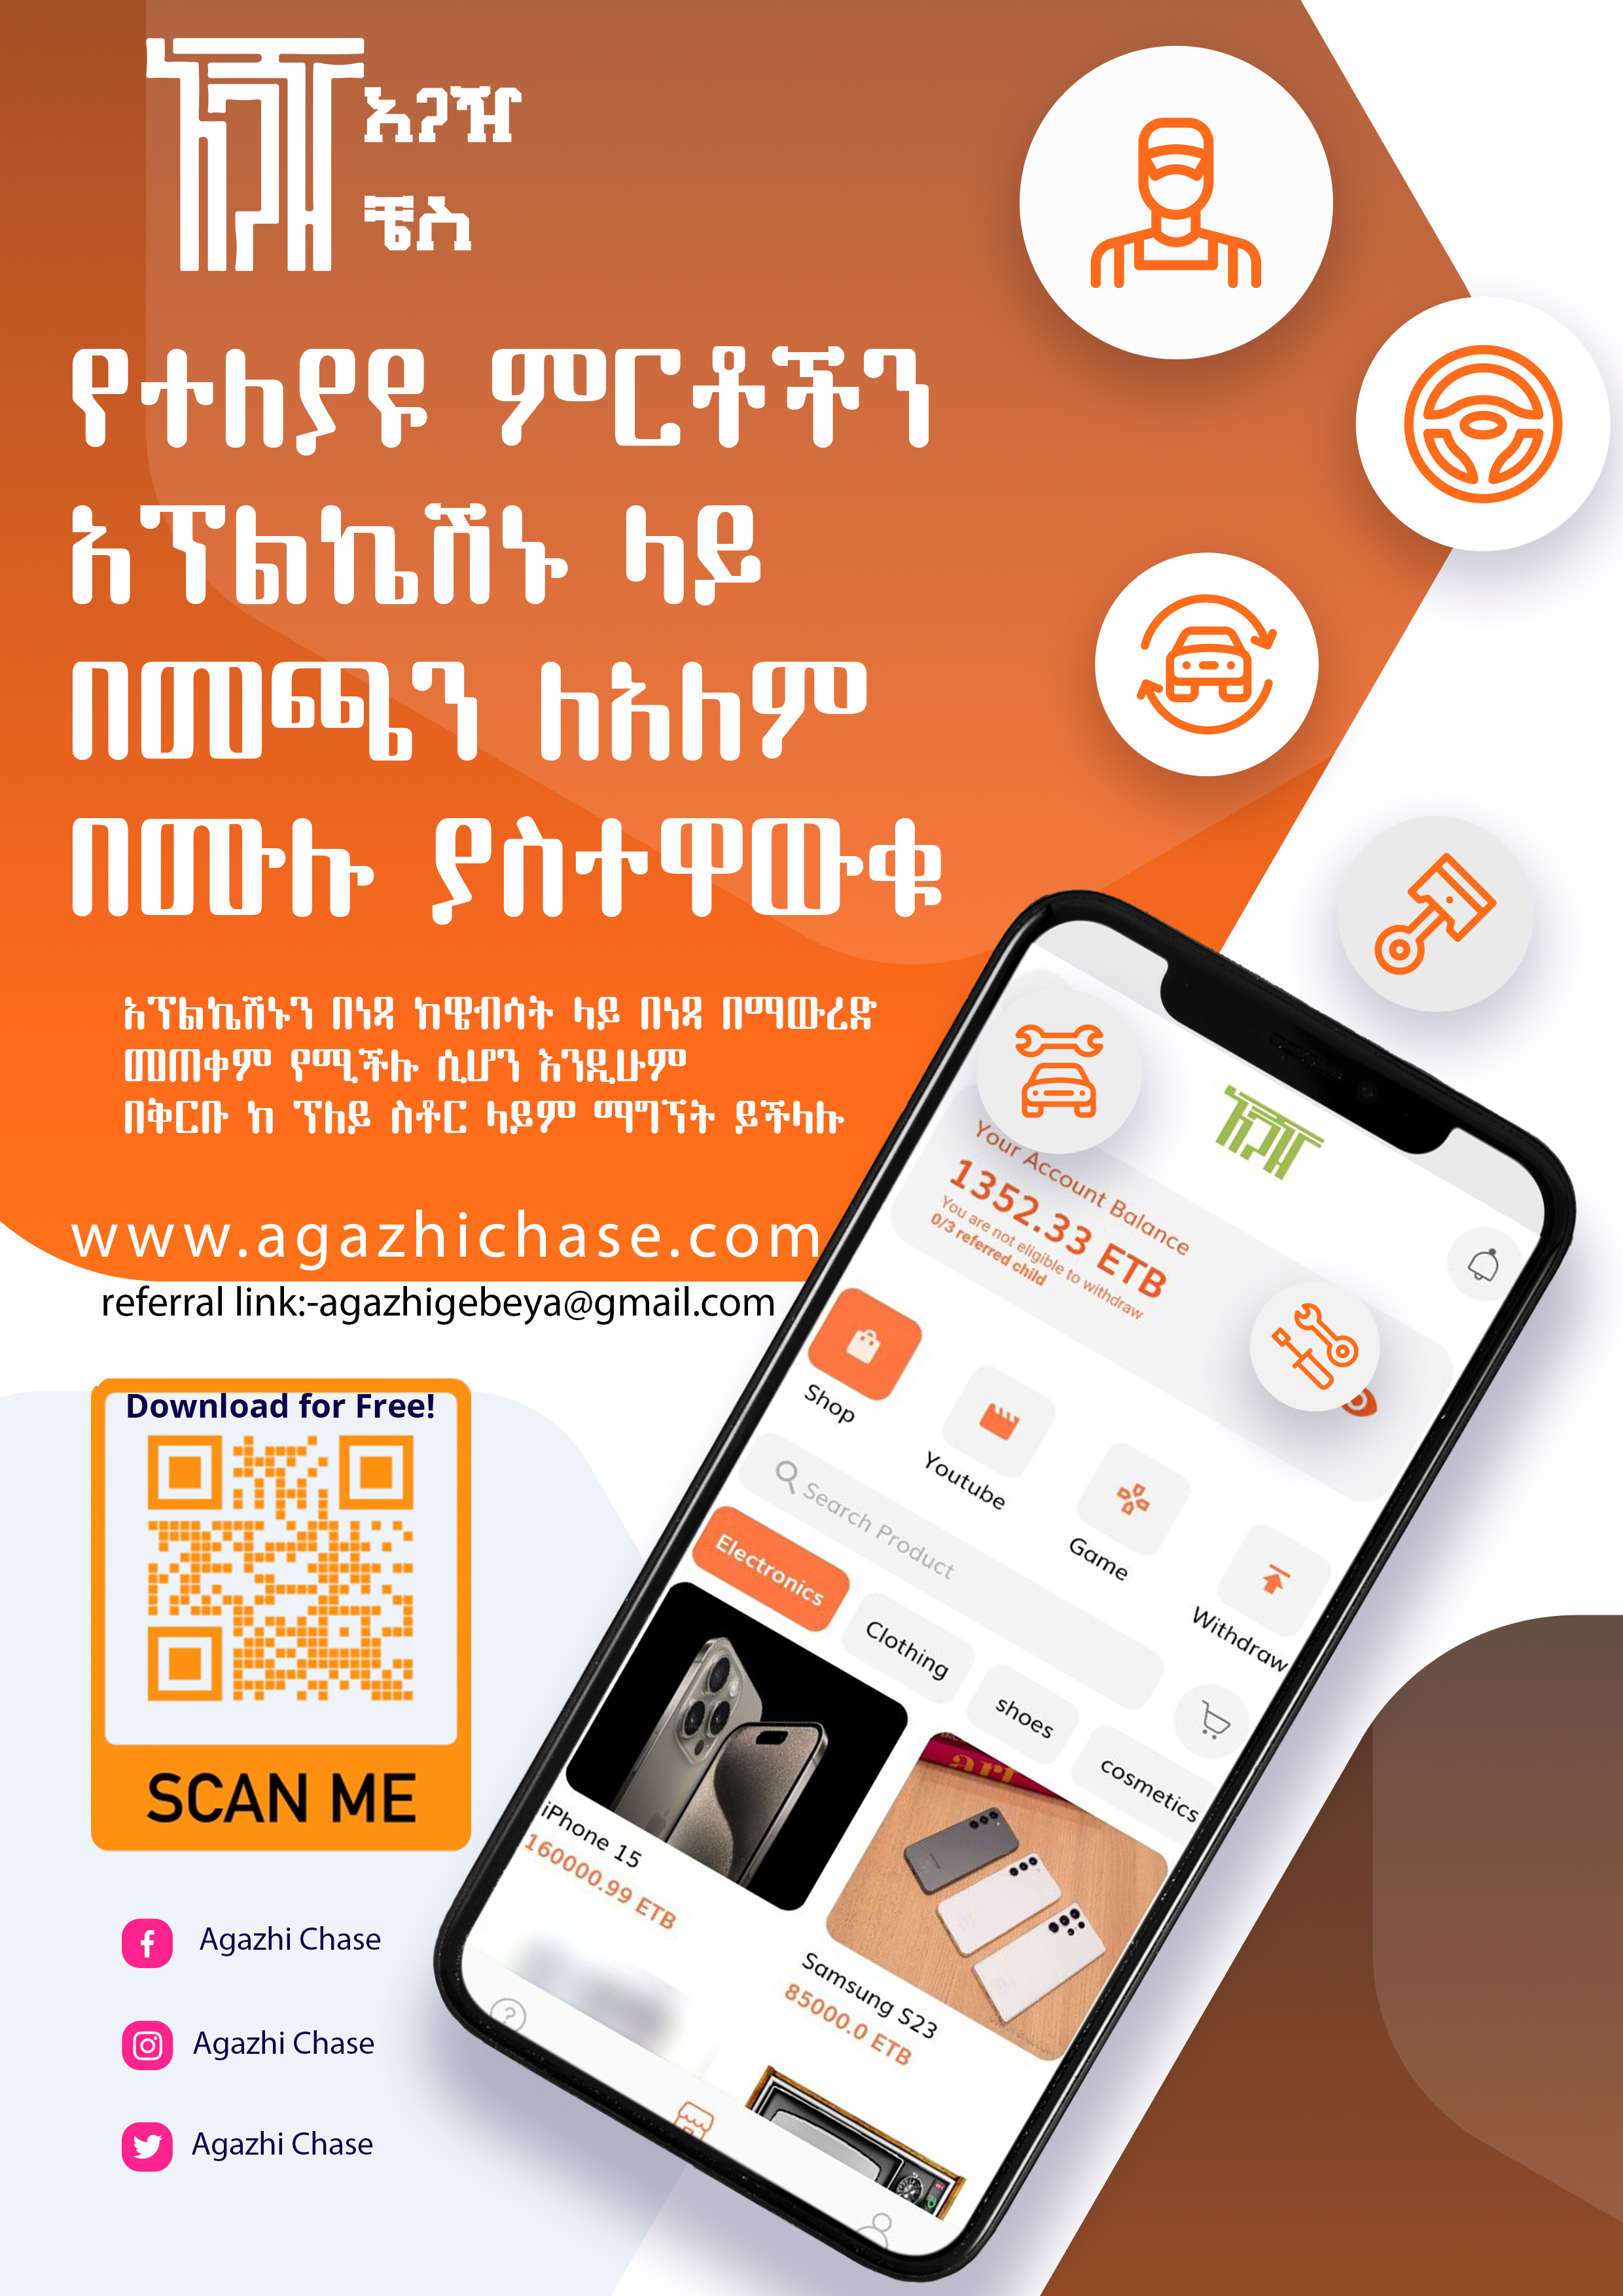 አጋዥ
ቼስ
የተለያዩ ምርቶችን
አፕልኬሽኑ ላይ
በመጫን ለአለም
በሙሉ ያስተዋውቁ
አፕልኬሽኑን በነጻ ከዌብሳት ላይ በነጻ በማውረድ
መጠቀም የሚችሉ ሲሆን እንዲሁም
በቅርቡ ከ ፕለይ ስቶር ላይም ማግኘት ይችላሉ
www.agazhichase.com
referral link:-agazhigebeya@gmail.com
Download for Free!
SCAN ME
Agazhi Chase
Agazhi Chase
Agazhi Chase
Your Account Balance
1352.33 ETB
You are not eligible to withdraw
0/3 referred child
Shop
Youtube
Game
Withdraw
Search Product
Electronics
Clothing
shoes
cosmetics
iPhone 15
160000.99 ETB
art
Samsung S23
85000.0 ETB